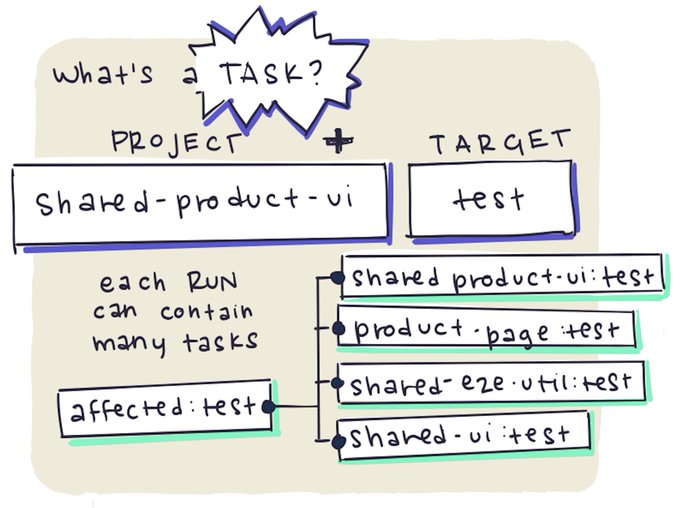 What's a TASK?
PROJECT + TARGET
shared-product-ui test
each RUN
can contain
many tasks
affected:test
shared product-ui:test
product-page:test
shared-e2e-util:test
shared-ui:test